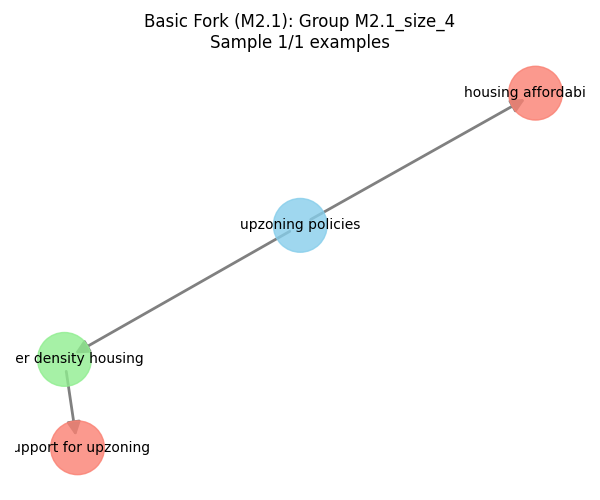 Basic Fork (M2.1): Group M2.1_size_4
Sample 1/1 examples
housing affordabi
upzoning policies
er density housing
upport for upzoning